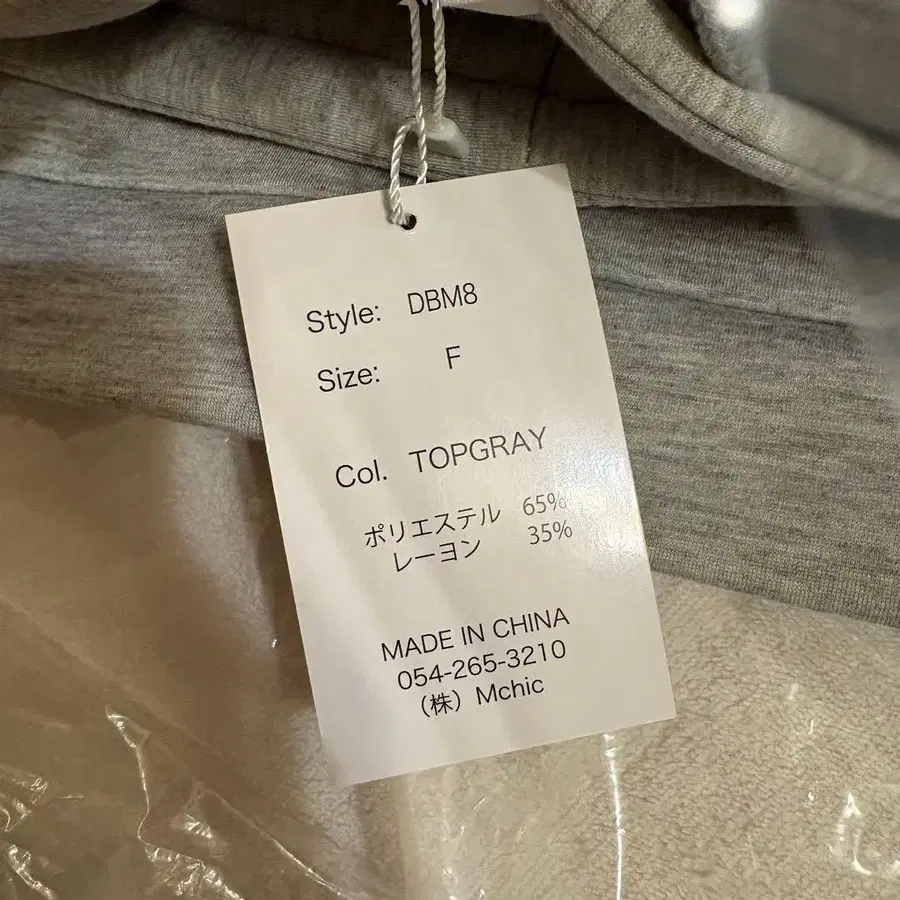 Style: DBM8
Size: F
Col. TOPGRAY
ポリエステル 65%
レーヨン 35%
MADE IN CHINA
054-265-3210
（株）Mchic